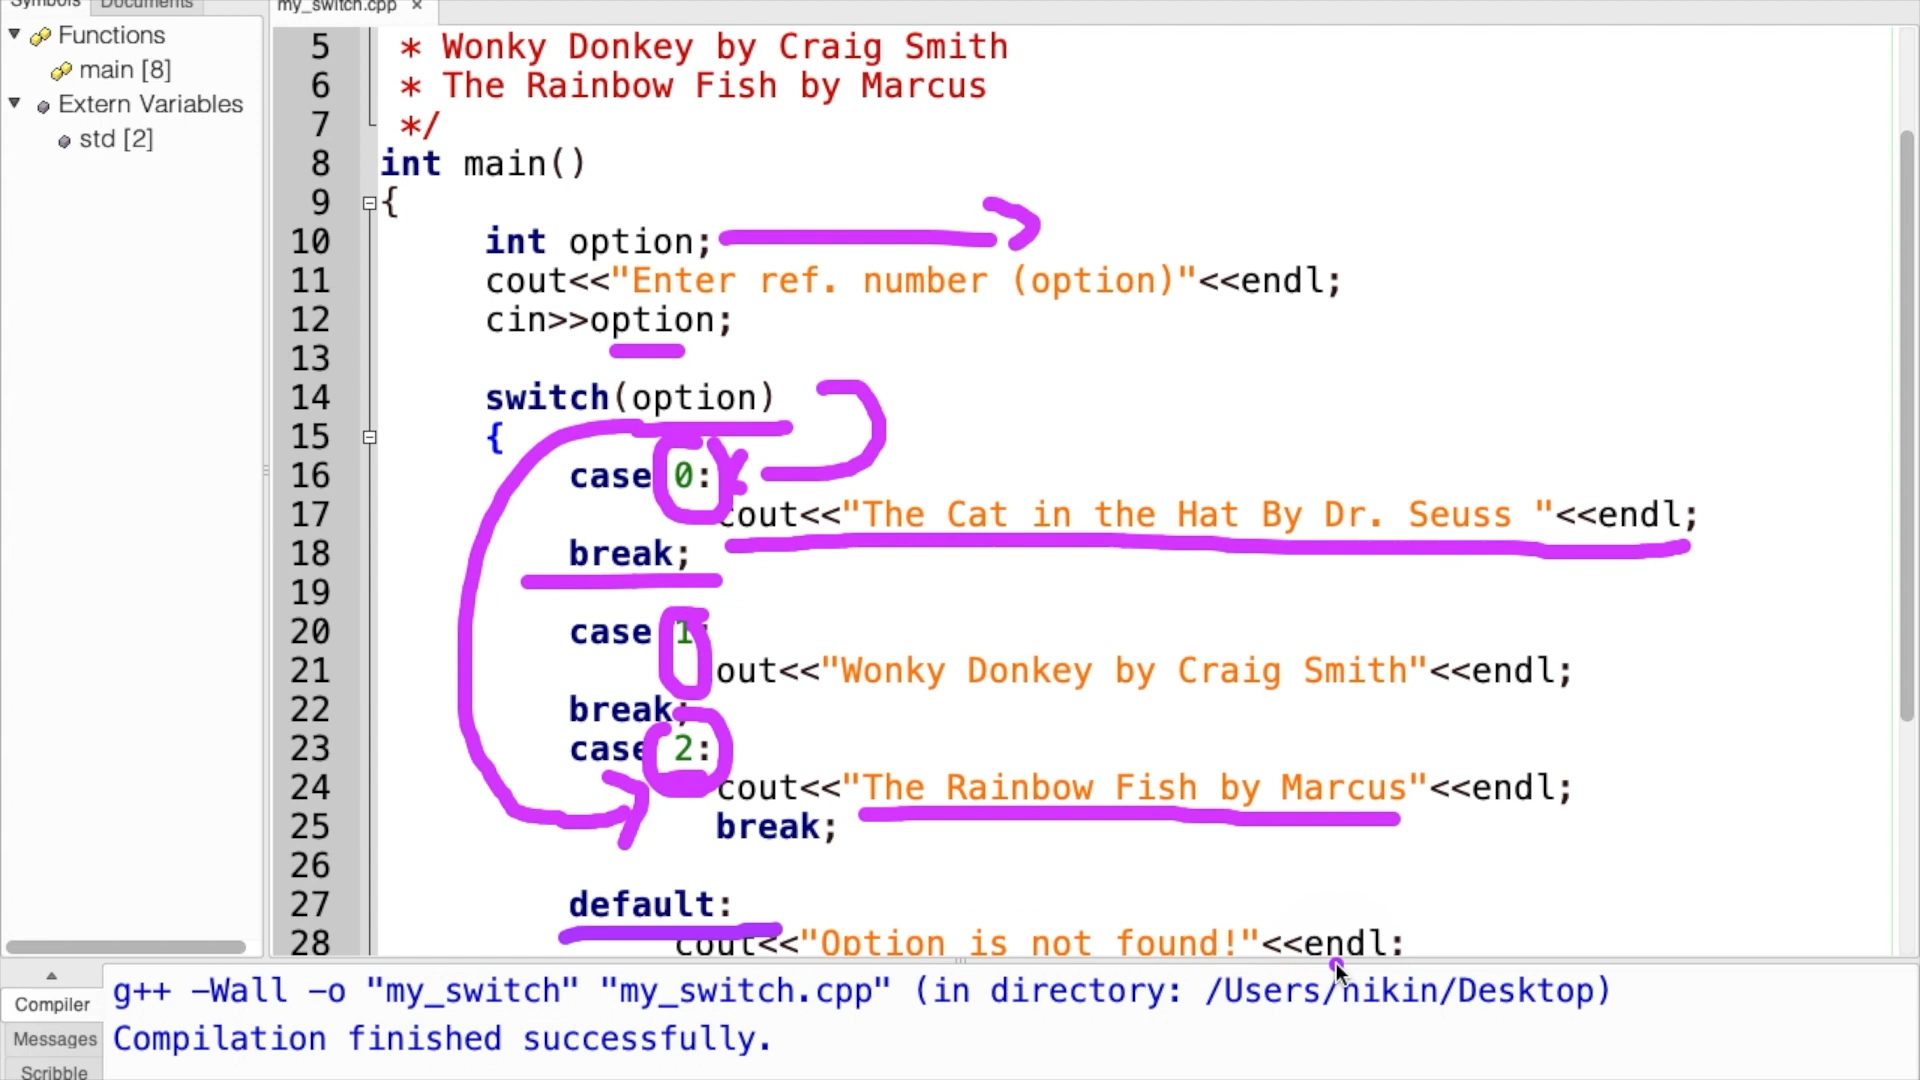 Symbols Documents
my_switch.cpp ×
Functions
main [8]
Extern Variables
std [2]
5 * Wonky Donkey by Craig Smith
6 * The Rainbow Fish by Marcus
7 */
8 int main()
9 {
10 int option;
11 cout<<"Enter ref. number (option)"<<endl;
12 cin>>option;
13
14 switch(option)
15 {
16 case 0:
17 cout<<"The Cat in the Hat By Dr. Seuss "<<endl;
18 break;
19
20 case 1:
21 out<<"Wonky Donkey by Craig Smith"<<endl;
22 break;
23 case 2:
24 cout<<"The Rainbow Fish by Marcus"<<endl;
25 break;
26
27 default:
28 cout<<"Option is not found!"<<endl;
Compiler
Messages
Scribble
g++ -Wall -o "my_switch" "my_switch.cpp" (in directory: /Users/nikin/Desktop)
Compilation finished successfully.